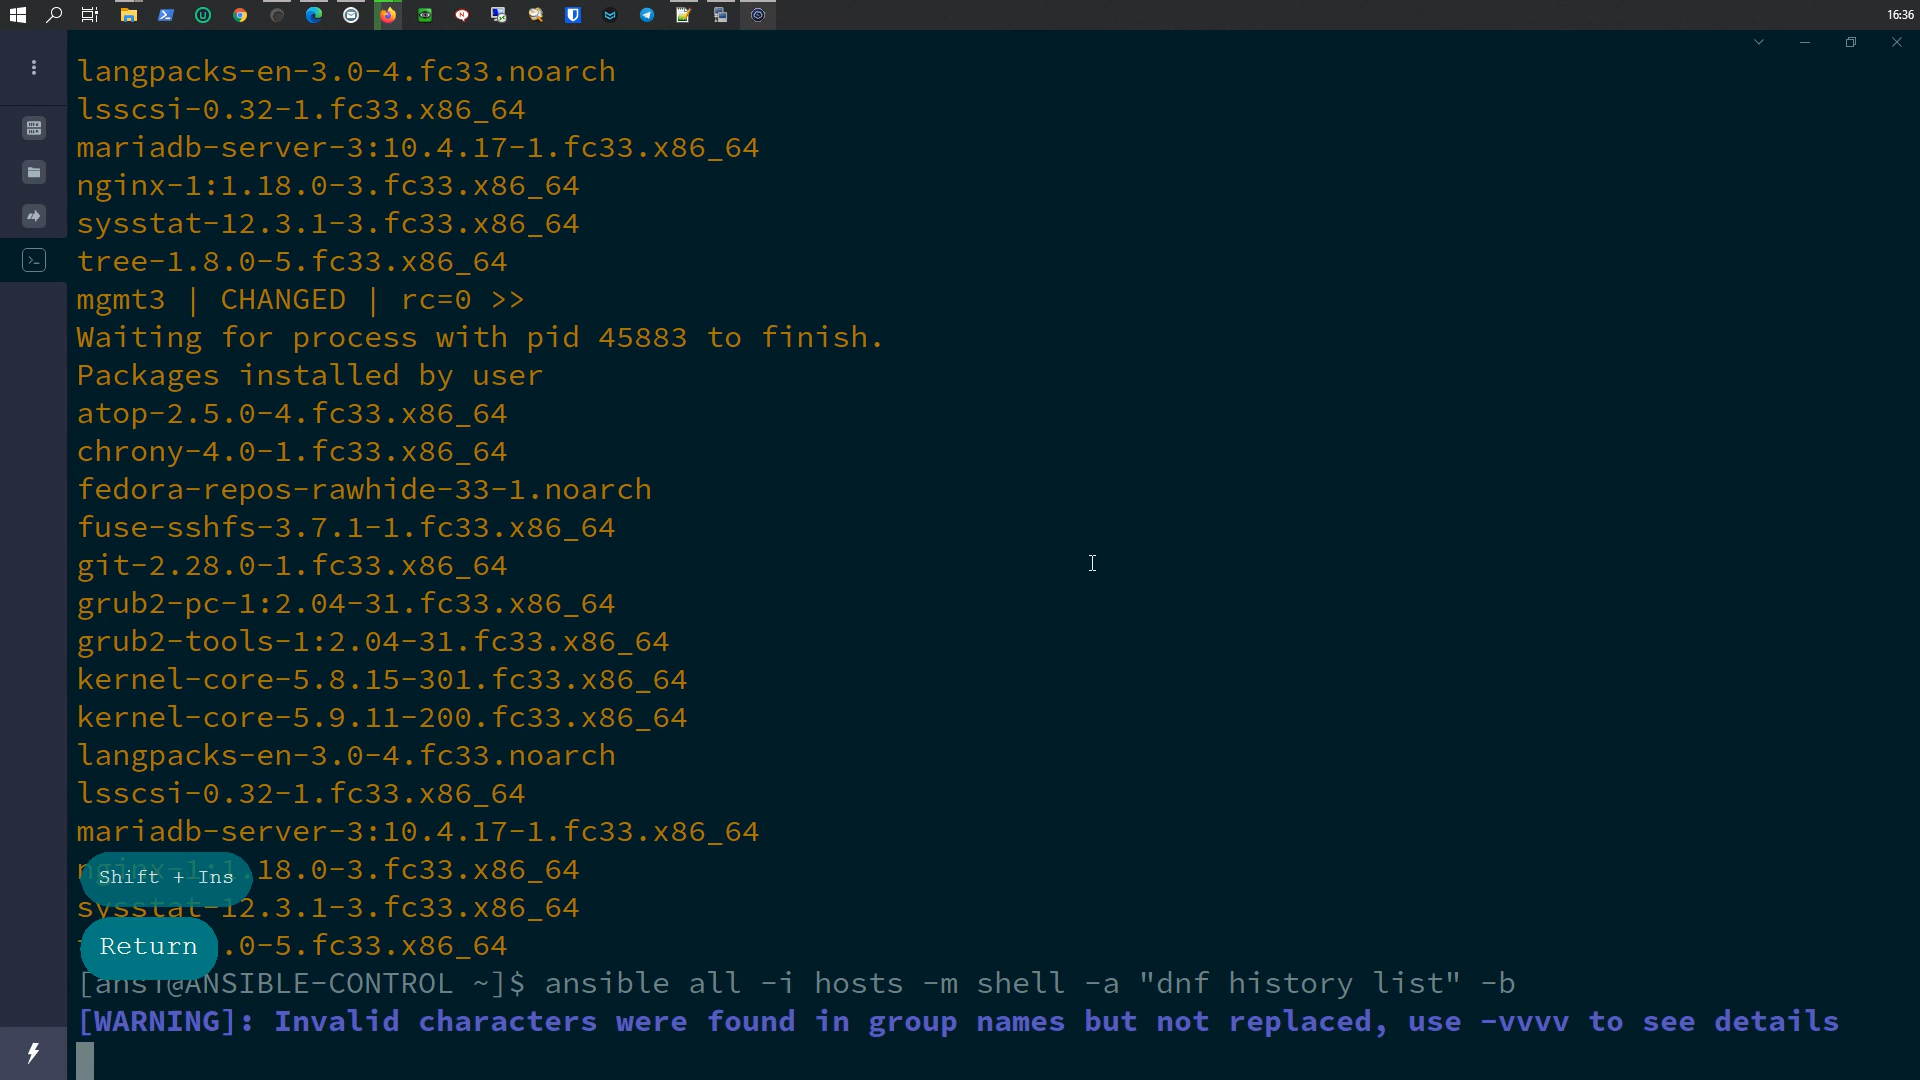 16:36
langpacks-en-3.0-4.fc33.noarch
lsscsi-0.32-1.fc33.x86_64
mariadb-server-3:10.4.17-1.fc33.x86_64
nginx-1:1.18.0-3.fc33.x86_64
sysstat-12.3.1-3.fc33.x86_64
tree-1.8.0-5.fc33.x86_64
mgmt3 | CHANGED | rc=0 >>
Waiting for process with pid 45883 to finish.
Packages installed by user
atop-2.5.0-4.fc33.x86_64
chrony-4.0-1.fc33.x86_64
fedora-repos-rawhide-33-1.noarch
fuse-sshfs-3.7.1-1.fc33.x86_64
git-2.28.0-1.fc33.x86_64
grub2-pc-1:2.04-31.fc33.x86_64
grub2-tools-1:2.04-31.fc33.x86_64
kernel-core-5.8.15-301.fc33.x86_64
kernel-core-5.9.11-200.fc33.x86_64
langpacks-en-3.0-4.fc33.noarch
lsscsi-0.32-1.fc33.x86_64
mariadb-server-3:10.4.17-1.fc33.x86_64
nginx-1:1.18.0-3.fc33.x86_64
Shift + Ins
sysstat-12.3.1-3.fc33.x86_64
Return
.0-5.fc33.x86_64
[ansi@ANSIBLE-CONTROL ~]$ ansible all -i hosts -m shell -a "dnf history list" -b
[WARNING]: Invalid characters were found in group names but not replaced, use -vvvv to see details